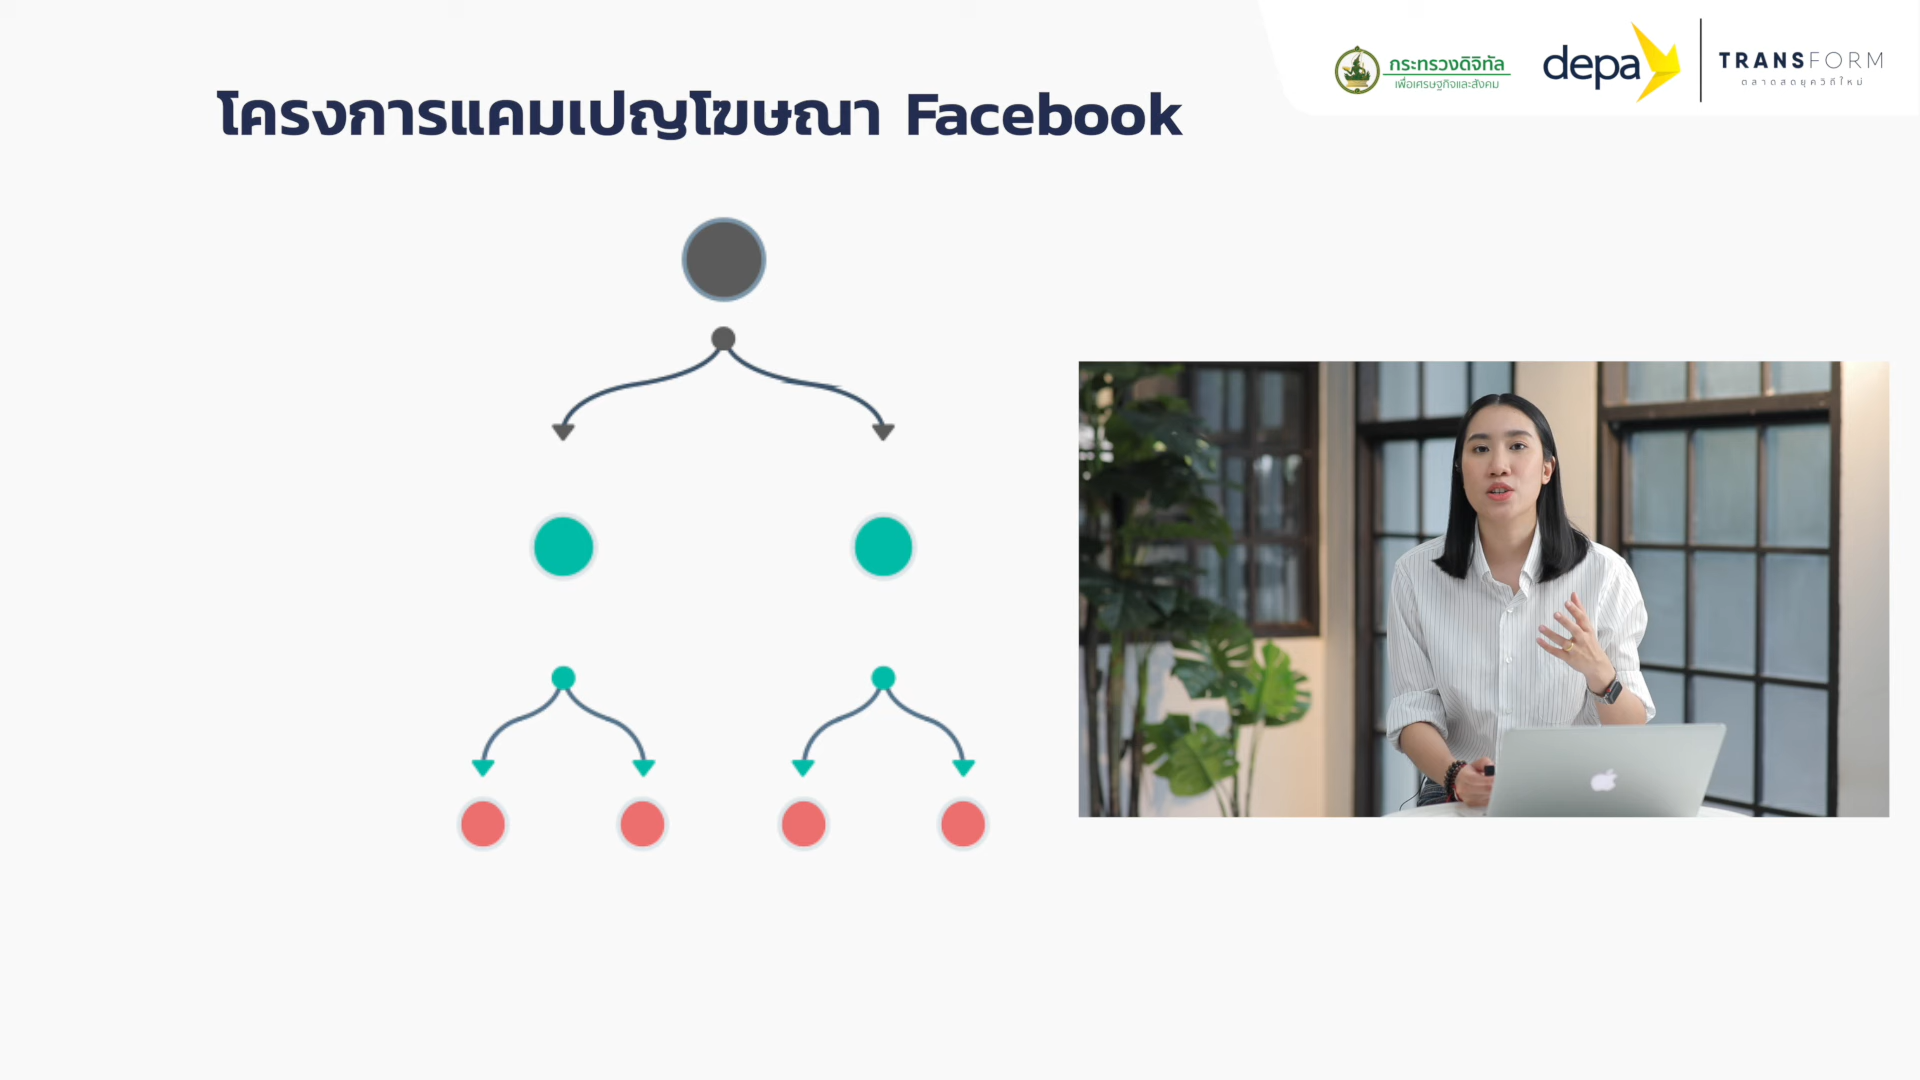 โครงการแคมเปญโฆษณา Facebook
กระทรวงดิจิทัล
เพื่อเศรษฐกิจและสังคม
depa
TRANSFORM
ตลาดสดยุควิถีใหม่